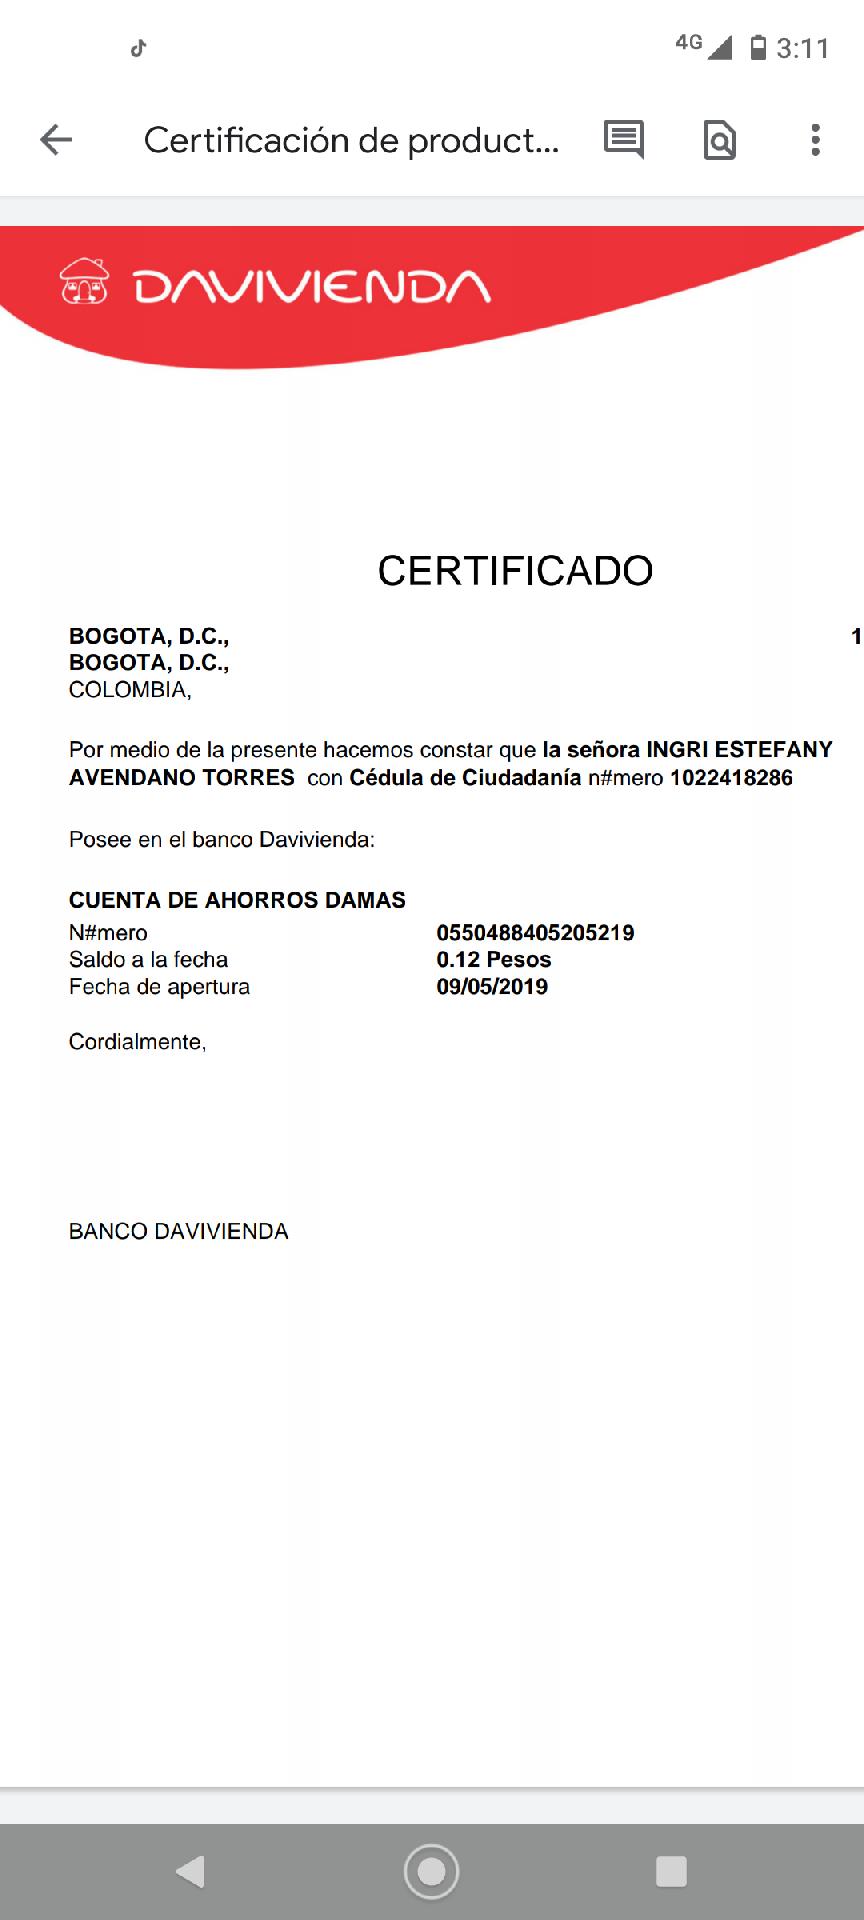 4G 3:11
Certificación de product...
DAVIVIENDA
CERTIFICADO
BOGOTA, D.C., 1
BOGOTA, D.C.,
COLOMBIA,
Por medio de la presente hacemos constar que la señora INGRI ESTEFANY
AVENDANO TORRES con Cédula de Ciudadanía n#mero 1022418286
Posee en el banco Davivienda:
CUENTA DE AHORROS DAMAS
N#mero 0550488405205219
Saldo a la fecha 0.12 Pesos
Fecha de apertura 09/05/2019
Cordialmente,
BANCO DAVIVIENDA